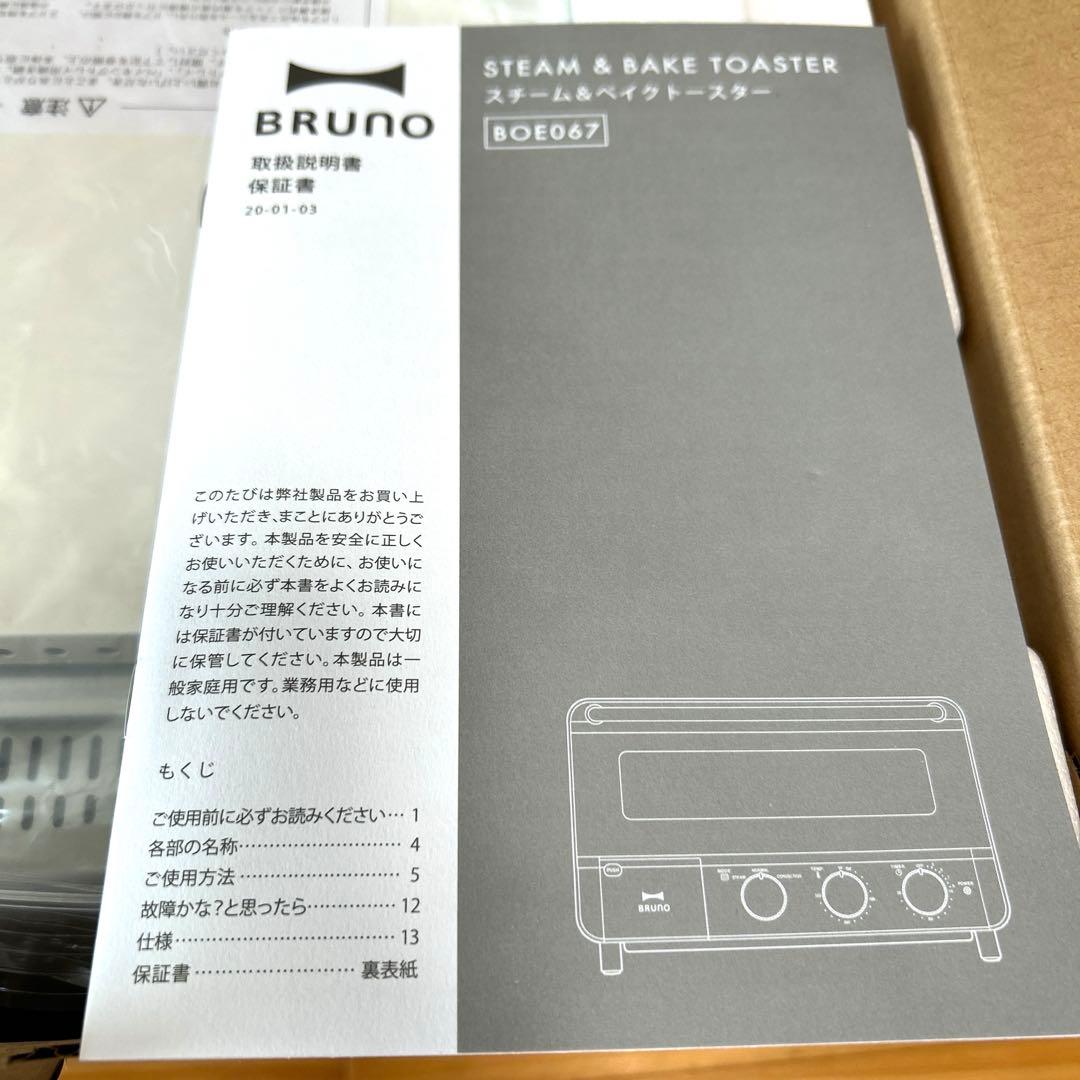 注意
BRUNO
取扱説明書
保証書
20-01-03
STEAM & BAKE TOASTER
スチーム&ベイクトースター
BOE067
このたびは弊社製品をお買い上
げいただき、まことにありがとうご
ざいます。本製品を安全に正しく
お使いいただくために、お使いに
なる前に必ず本書をよくお読みに
なり十分ご理解ください。本書に
は保証書が付いていますので大切
に保管してください。本製品は一
般家庭用です。業務用などに使用
しないでください。
もくじ
ご使用前に必ずお読みください… 1
各部の名称………………………… 4
ご使用方法………………………… 5
故障かな?と思ったら…………… 12
仕様………………………………… 13
保証書…………………… 裏表紙
PUSH
BRUNO
MODE
STEAM
NORMAL
CONVECTION
TEMP
TIMER
POWER